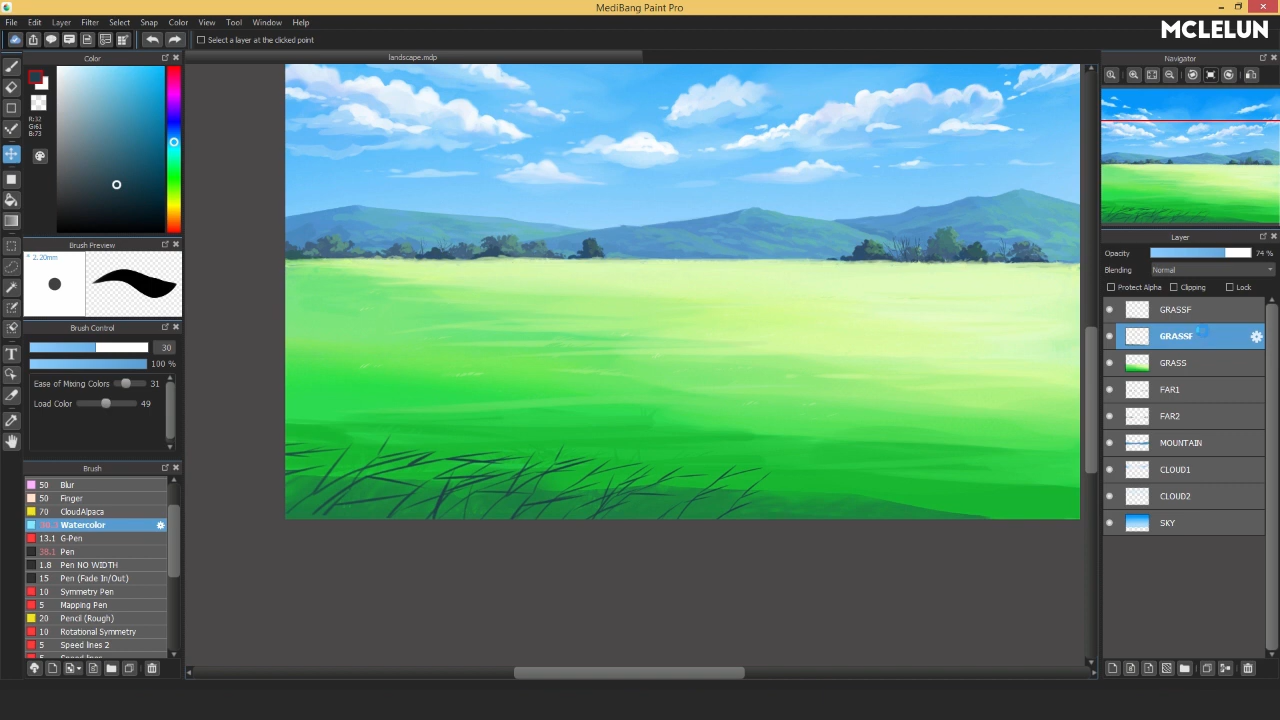 MediBang Paint Pro
File Edit Layer Filter Select Snap Color View Tool Window Help
MCLELUN
Select a layer at the clicked point
landscape.mdp
Color
R:32
G:61
B:73
Brush Preview
* 2.20mm
Brush Control
30
100 %
Ease of Mixing Colors 31
Load Color 49
Brush
50 Blur
50 Finger
70 CloudAlpaca
Watercolor
13.1 G-Pen
38.1 Pen
1.8 Pen NO WIDTH
15 Pen (Fade In/Out)
10 Symmetry Pen
5 Mapping Pen
20 Pencil (Rough)
10 Rotational Symmetry
5 Speed lines 2
Navigator
Layer
Opacity 74 %
Blending Normal
Protect Alpha Clipping Lock
GRASSF
GRASSF
GRASS
FAR1
FAR2
MOUNTAIN
CLOUD1
CLOUD2
SKY